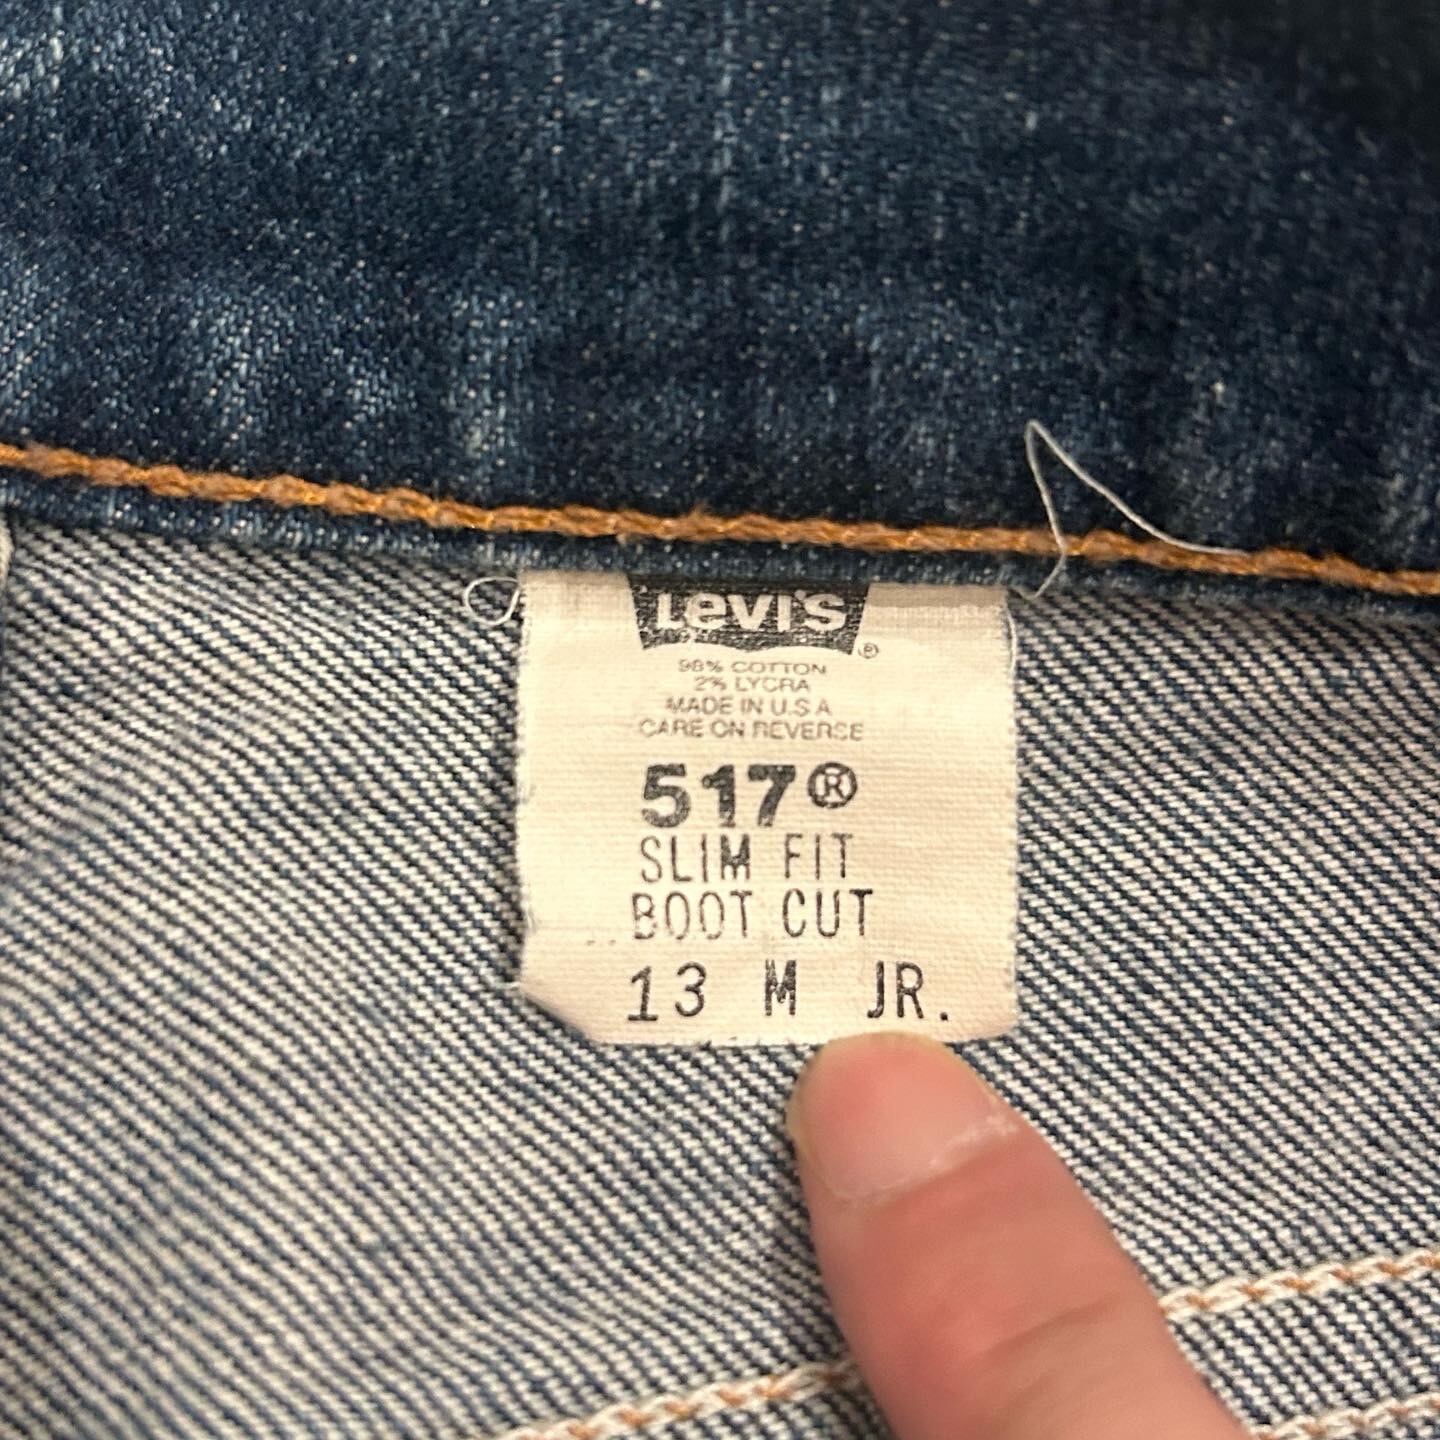 Levi's ®
98% COTTON
2% LYCRA
MADE IN U.S A
CARE ON REVERSE
517®
SLIM FIT
BOOT CUT
13 M JR.